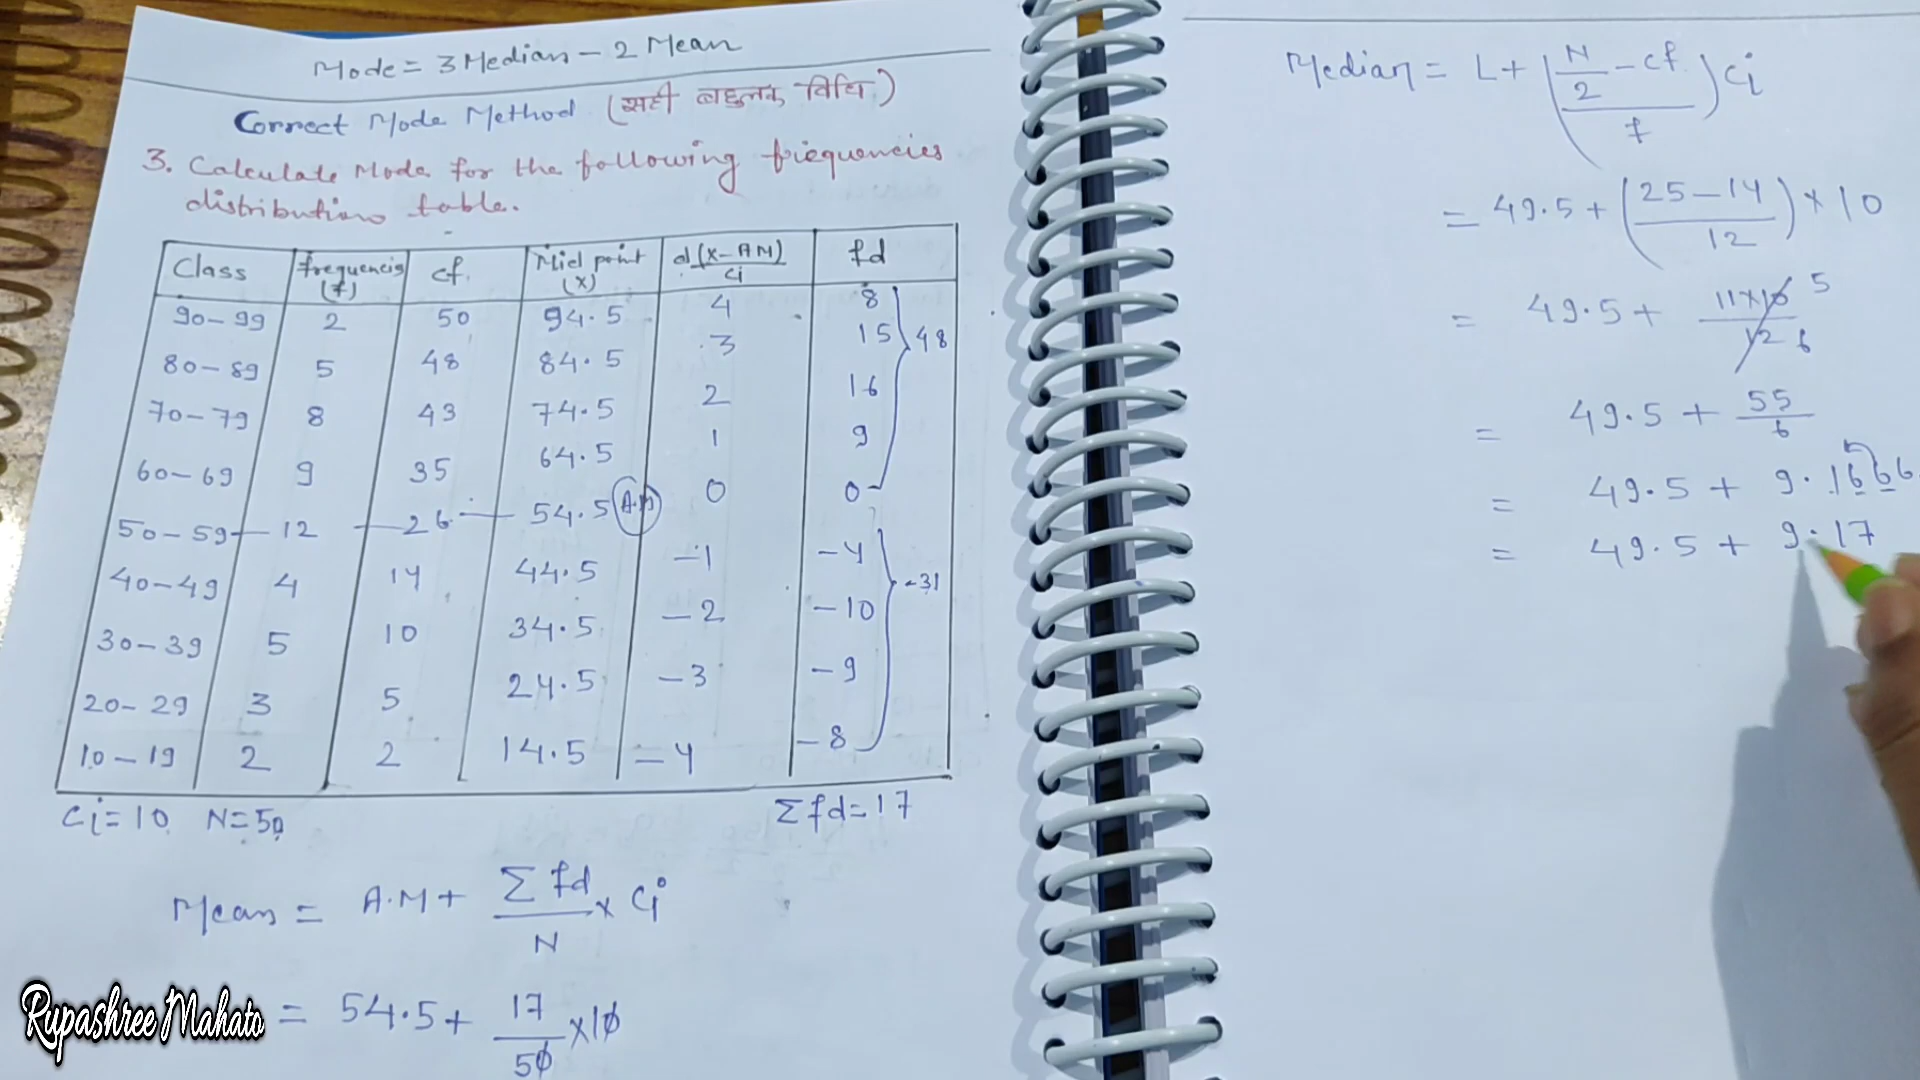 Mode = 3 Median - 2 Mean
Correct Mode Method (सही बहुलक विधि)
3. Calculate Mode for the following frequencies
distributions table.
Class frequencis (f) cf. Mid point (x) d (x-AM)/ci fd
90-99 2 50 94.5 4 8
80-89 5 48 84.5 3 15 48
70-79 8 43 74.5 2 16
60-69 9 35 64.5 1 9
50-59 - 12 - 26 - 54.5 A.M 0 0
40-49 4 14 44.5 -1 -4 -31
30-39 5 10 34.5 -2 -10
20-29 3 5 24.5 -3 -9
10-19 2 2 14.5 -4 -8
Ci = 10 N = 50 Σfd = 17
Mean = A.M + Σfd/N × Ci
= 54.5 + 17/50 × 10
Rupashree Mahato
Median = L + ((N/2 - cf)/f) Ci
= 49.5 + ((25-14)/12) × 10
= 49.5 + 11×10/12 5 6
= 49.5 + 55/6
= 49.5 + 9.1666
= 49.5 + 9.17